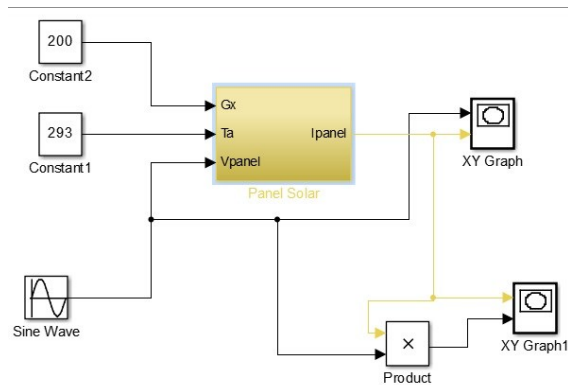 200
Constant2
293
Constant1
Gx
Ta
Vpanel
Ipanel
Panel Solar
XY Graph
Sine Wave
×
Product
XY Graph1